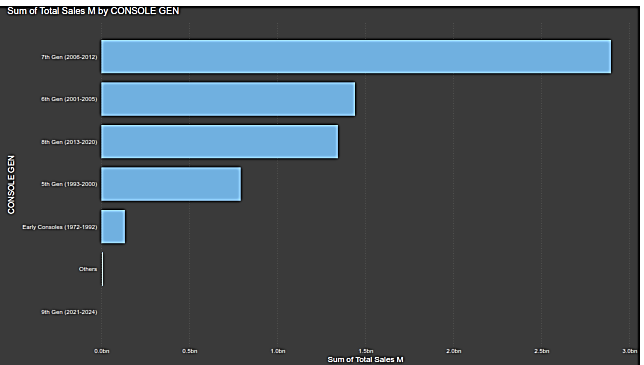 Sum of Total Sales M by CONSOLE GEN
CONSOLE GEN
7th Gen (2006-2012)
6th Gen (2001-2005)
8th Gen (2013-2020)
5th Gen (1993-2000)
Early Consoles (1972-1992)
Others
9th Gen (2021-2024)
0.0bn 0.5bn 1.0bn 1.5bn 2.0bn 2.5bn 3.0bn
Sum of Total Sales M